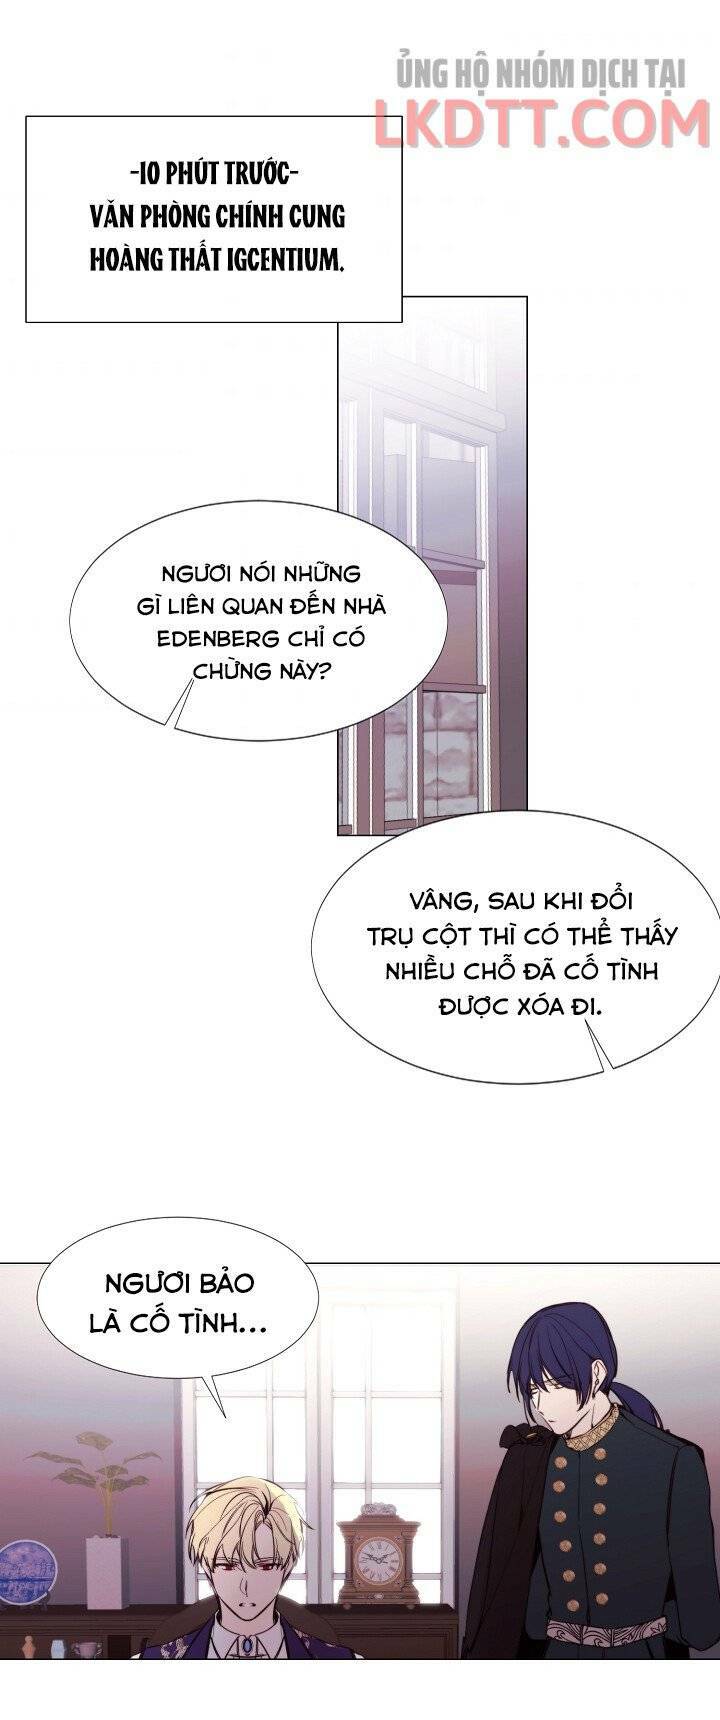 ỦNG HỘ NHÓM DỊCH TẠI
LKDTT.COM
-10 PHÚT TRƯỚC-
VĂN PHÒNG CHÍNH CUNG
HOÀNG THẤT IGCENTIUM.
NGƯƠI NÓI NHỮNG
GÌ LIÊN QUAN ĐẾN NHÀ
EDENBERG CHỈ CÓ
CHỪNG NÀY?
VÂNG, SAU KHI ĐỔI
TRỤ CỘT THÌ CÓ THỂ THẤY
NHIỀU CHỖ ĐÃ CỐ TÌNH
ĐƯỢC XÓA ĐI.
NGƯƠI BẢO
LÀ CỐ TÌNH...